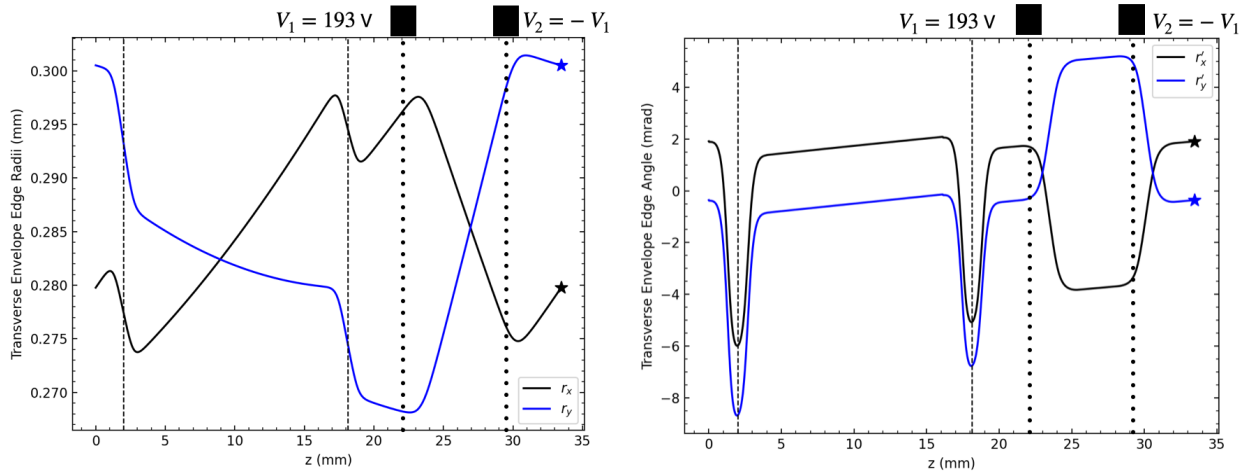 V₁ = 193 V
V₂ = − V₁
Transverse Envelope Edge Radii (mm)
0.300
0.295
0.290
0.285
0.280
0.275
0.270
rₓ
r_y
0 5 10 15 20 25 30 35
z (mm)
V₁ = 193 V
V₂ = − V₁
Transverse Envelope Edge Angle (mrad)
r′ₓ
r′_y
4
2
0
−2
−4
−6
−8
0 5 10 15 20 25 30 35
z (mm)